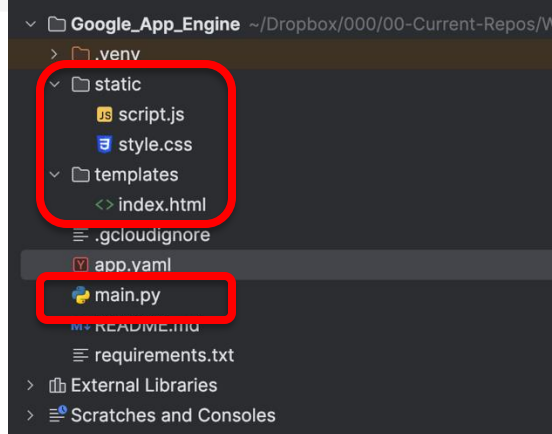 Google_App_Engine ~/Dropbox/000/00-Current-Repos/W
.venv
static
JS script.js
style.css
templates
<> index.html
.gcloudignore
Y app.yaml
main.py
M↓ README.md
requirements.txt
External Libraries
Scratches and Consoles